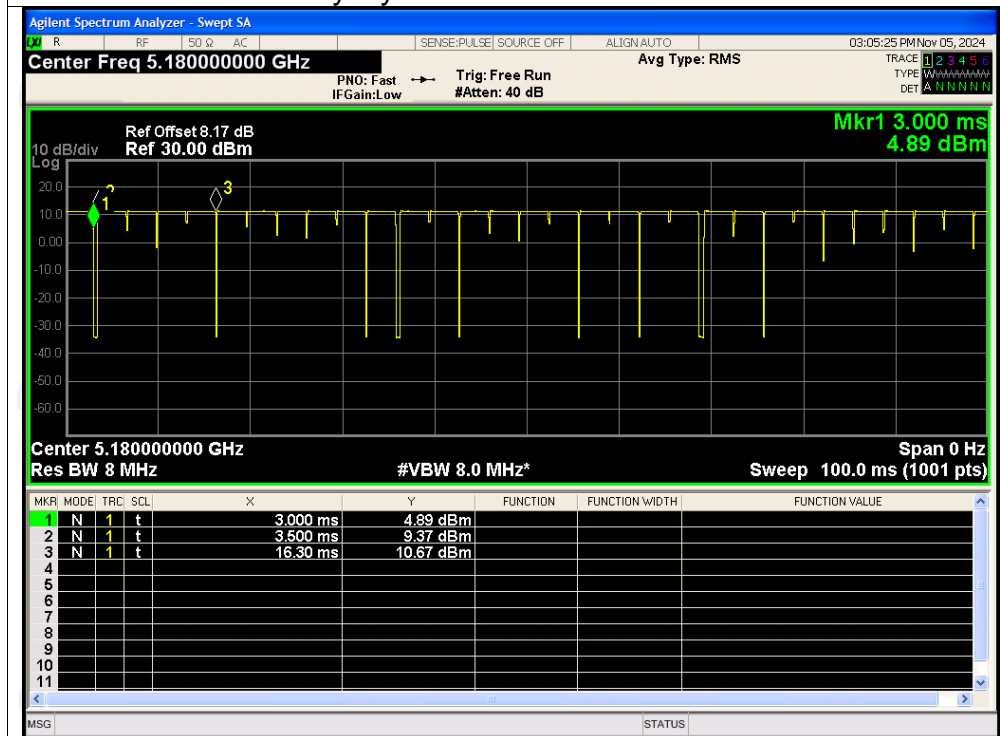 Agilent Spectrum Analyzer - Swept SA
LXI R RF 50 Ω AC SENSE:PULSE SOURCE OFF ALIGNAUTO 03:05:25 PM Nov 05, 2024
Center Freq 5.180000000 GHz
Avg Type: RMS
TRACE 1 2 3 4 5 6
PNO: Fast Trig: Free Run
TYPE WWWWWW
IFGain:Low #Atten: 40 dB
DET A N N N N N
Mkr1 3.000 ms
4.89 dBm
Ref Offset 8.17 dB
10 dB/div Ref 30.00 dBm
Log
20.0
10.0
0.00
-10.0
-20.0
-30.0
-40.0
-50.0
-60.0
1
2
3
Center 5.180000000 GHz Span 0 Hz
Res BW 8 MHz #VBW 8.0 MHz* Sweep 100.0 ms (1001 pts)
MKR MODE TRC SCL X Y FUNCTION FUNCTION WIDTH FUNCTION VALUE
1 N 1 t 3.000 ms 4.89 dBm
2 N 1 t 3.500 ms 9.37 dBm
3 N 1 t 16.30 ms 10.67 dBm
4
5
6
7
8
9
10
11
MSG STATUS